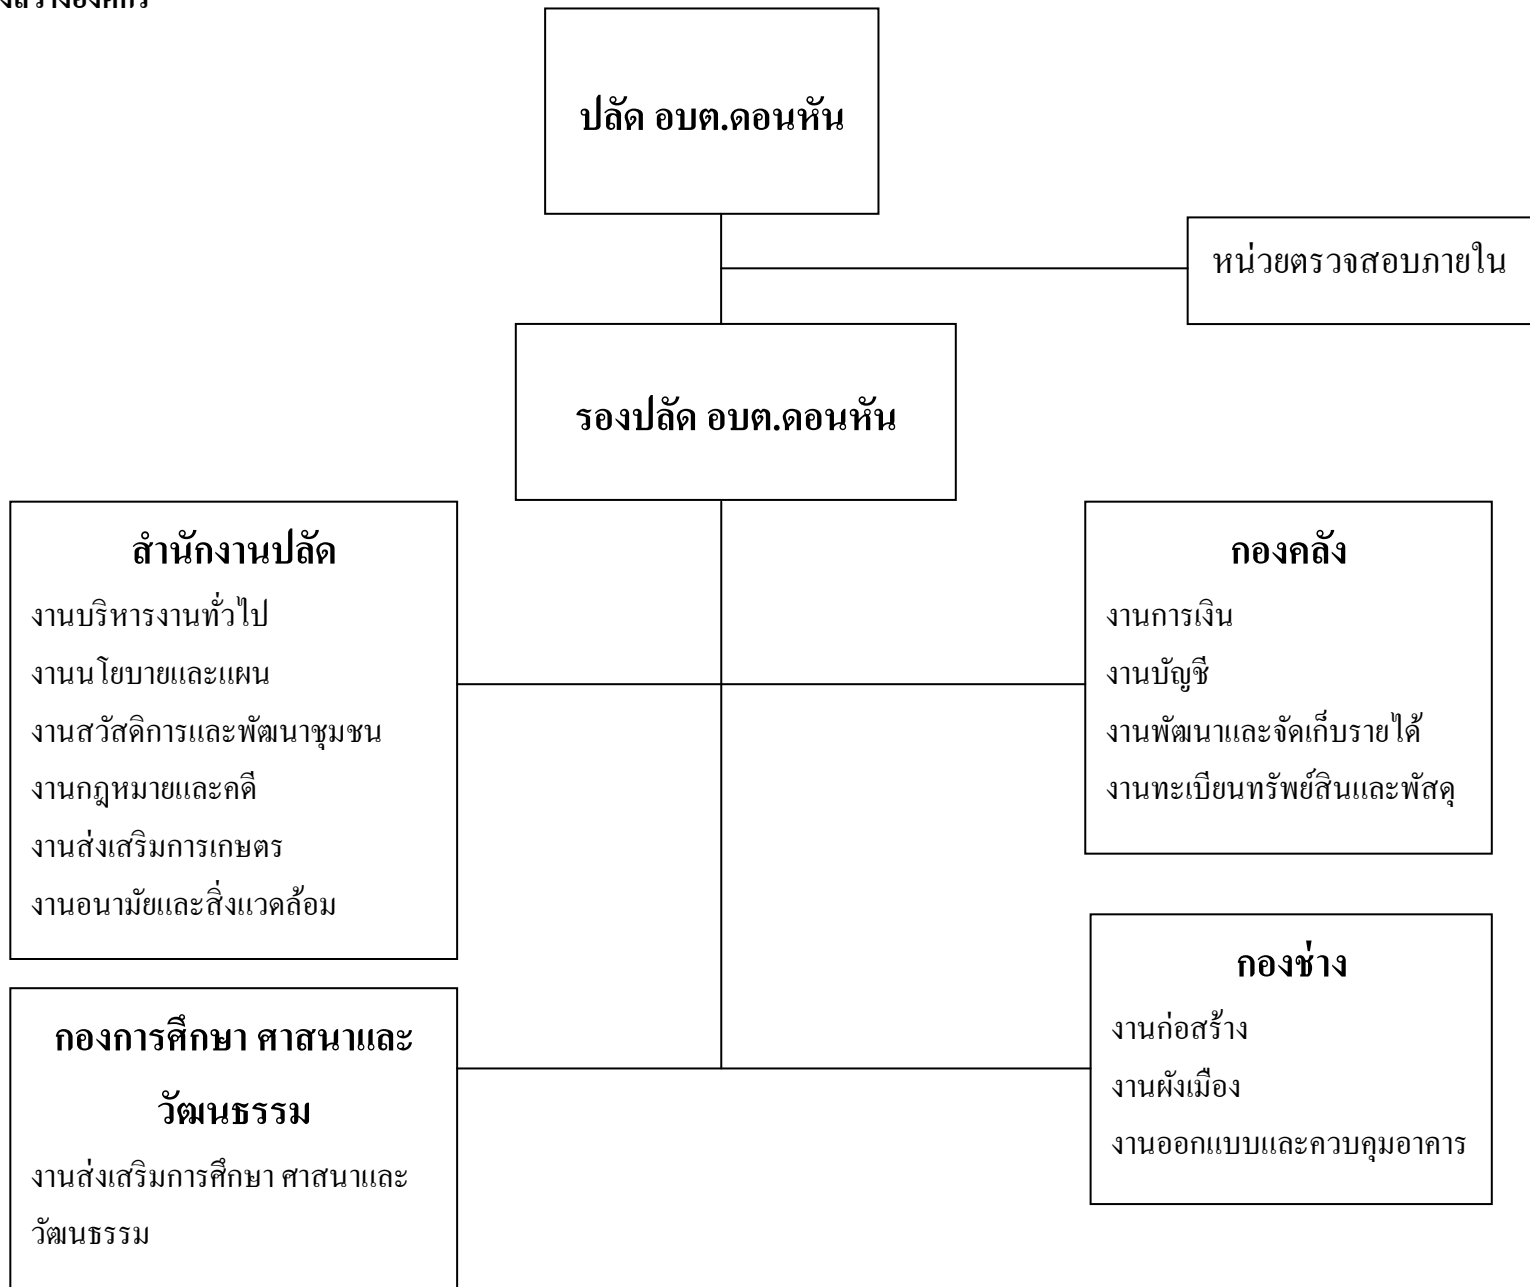 ปลัด อบต.ดอนหัน
หน่วยตรวจสอบภายใน
รองปลัด อบต.ดอนหัน
สำนักงานปลัด
งานบริหารงานทั่วไป
งานนโยบายและแผน
งานสวัสดิการและพัฒนาชุมชน
งานกฎหมายและคดี
งานส่งเสริมการเกษตร
งานอนามัยและสิ่งแวดล้อม
กองคลัง
งานการเงิน
งานบัญชี
งานพัฒนาและจัดเก็บรายได้
งานทะเบียนทรัพย์สินและพัสดุ
กองการศึกษา ศาสนาและ
วัฒนธรรม
งานส่งเสริมการศึกษา ศาสนาและ
วัฒนธรรม
กองช่าง
งานก่อสร้าง
งานผังเมือง
งานออกแบบและควบคุมอาคาร